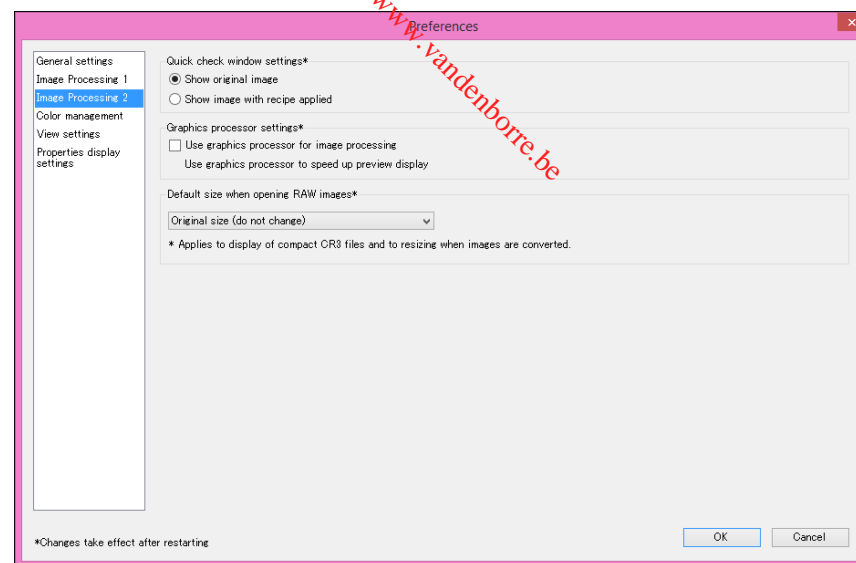 Preferences
www.vandenborre.be
General settings
Image Processing 1
Image Processing 2
Color management
View settings
Properties display
settings
Quick check window settings*
Show original image
Show image with recipe applied
Graphics processor settings*
Use graphics processor for image processing
Use graphics processor to speed up preview display
Default size when opening RAW images*
Original size (do not change)
* Applies to display of compact CR3 files and to resizing when images are converted.
*Changes take effect after restarting
OK
Cancel